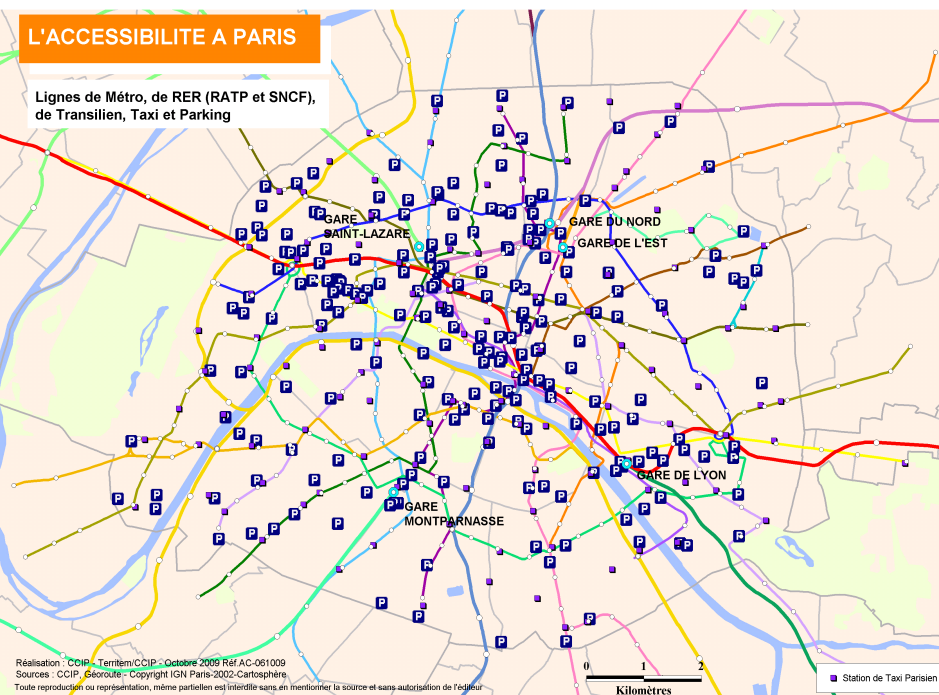 L'ACCESSIBILITE A PARIS
Lignes de Métro, de RER (RATP et SNCF),
de Transilien, Taxi et Parking
GARE
SAINT-LAZARE
GARE DU NORD
GARE DE L'EST
GARE DE LYON
GARE
MONTPARNASSE
Réalisation : CCIP - Territem/CCIP - Octobre 2009 Réf.AC-061009
Sources : CCIP, Géoroute - Copyright IGN Paris-2002-Cartosphère
Toute reproduction ou représentation, même partielles est interdite sans en mentionner la source et sans autorisation de l'éditeur
0 1 2
Kilomètres
Station de Taxi Parisien